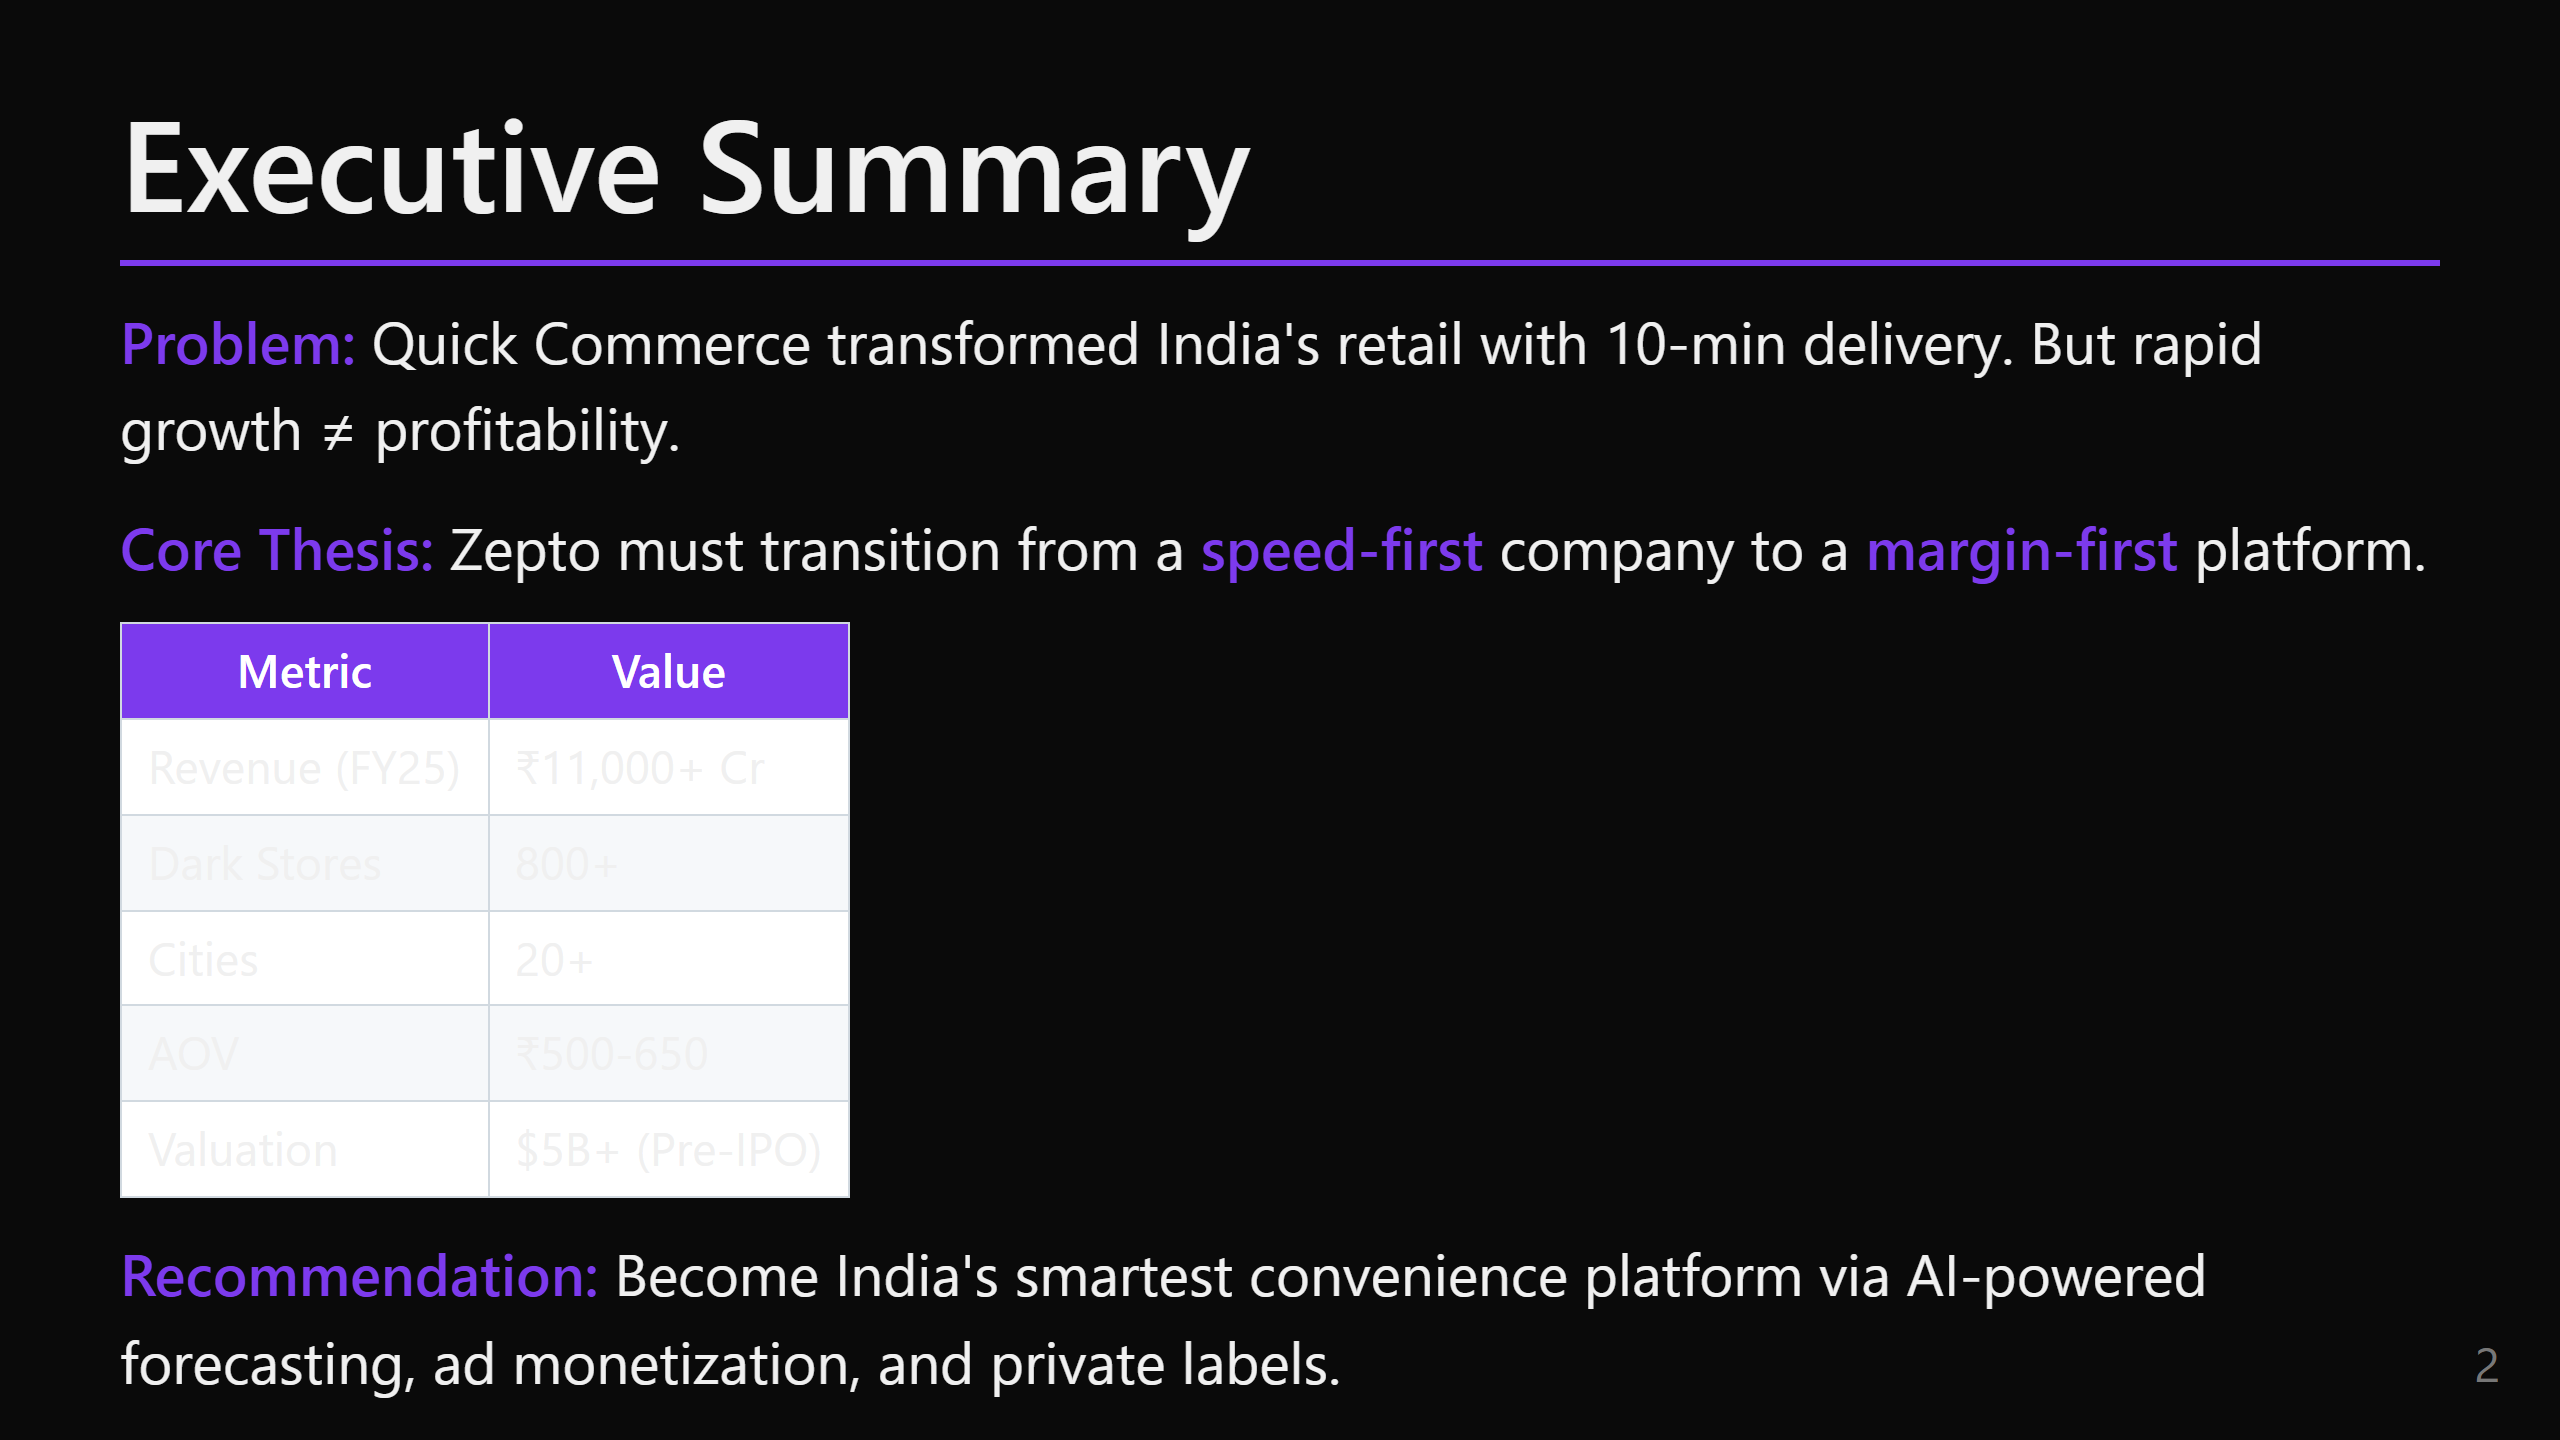 Executive Summary
Problem: Quick Commerce transformed India's retail with 10-min delivery. But rapid
growth ≠ profitability.
Core Thesis: Zepto must transition from a speed-first company to a margin-first platform.
Metric Value
Revenue (FY25) ₹11,000+ Cr
Dark Stores 800+
Cities 20+
AOV ₹500-650
Valuation $5B+ (Pre-IPO)
Recommendation: Become India's smartest convenience platform via AI-powered
forecasting, ad monetization, and private labels.
2